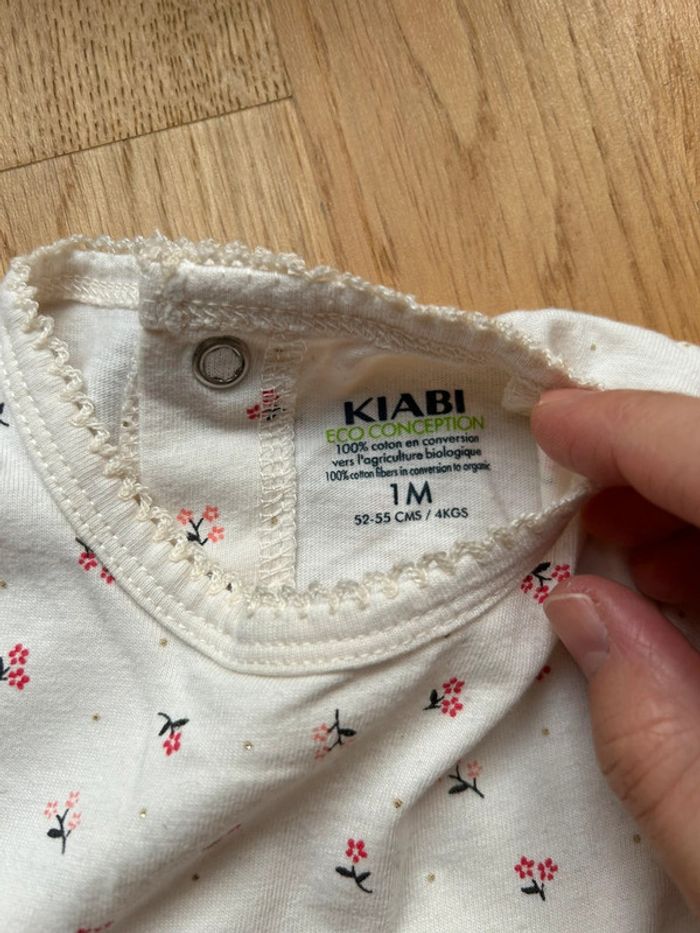 KIABI
ECO CONCEPTION
100% coton en conversion
vers l'agriculture biologique
100% cotton fibers in conversion to organic
1M
52-55 CMS / 4KGS